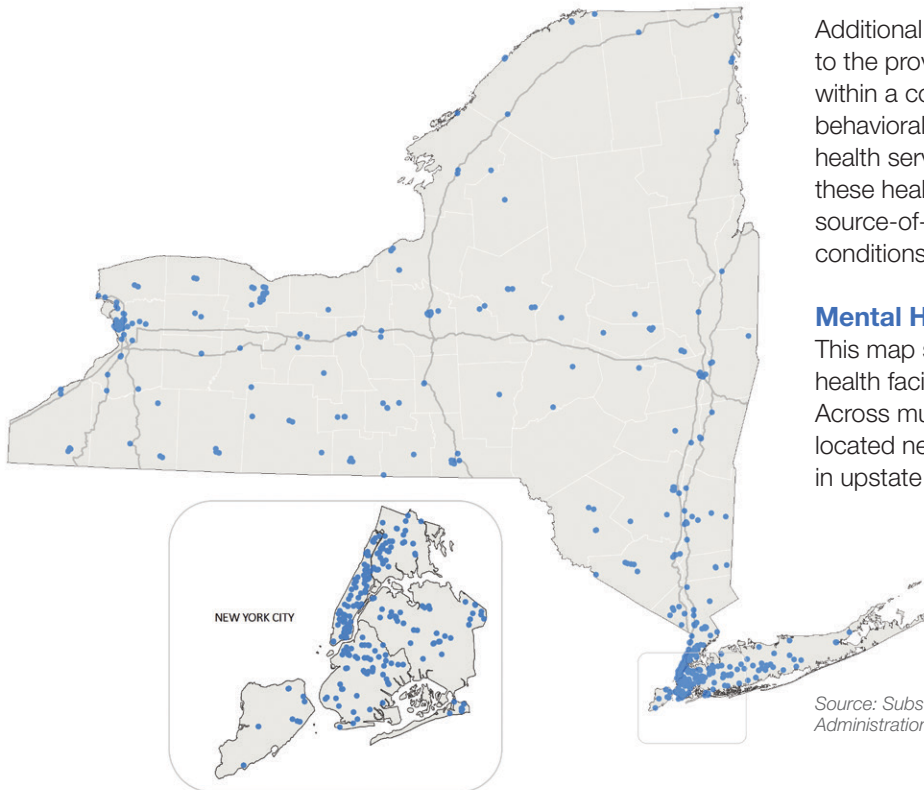 Additional
to the prov
within a co
behavioral
health serv
these heal
source-of-
conditions
Mental H
This map s
health faci
Across mu
located ne
in upstate
NEW YORK CITY
Source: Subs
Administration